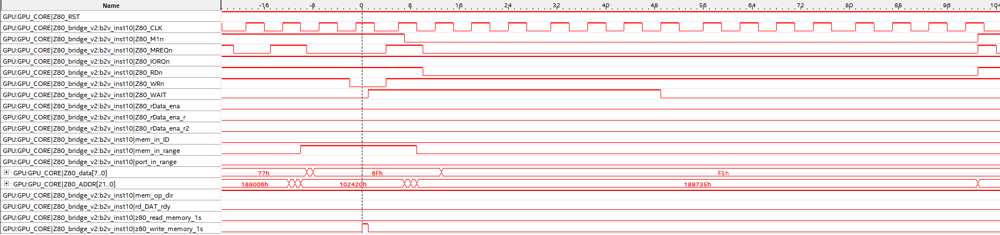 Name -16 -8 0 8 16 24 32 40 48 56 64 72 80 88 96 104
GPU:GPU_CORE|Z80_RST
GPU:GPU_CORE|Z80_bridge_v2:b2v_inst10|Z80_CLK
GPU:GPU_CORE|Z80_bridge_v2:b2v_inst10|Z80_M1n
GPU:GPU_CORE|Z80_bridge_v2:b2v_inst10|Z80_MREQn
GPU:GPU_CORE|Z80_bridge_v2:b2v_inst10|Z80_IORQn
GPU:GPU_CORE|Z80_bridge_v2:b2v_inst10|Z80_RDn
GPU:GPU_CORE|Z80_bridge_v2:b2v_inst10|Z80_WRn
GPU:GPU_CORE|Z80_bridge_v2:b2v_inst10|Z80_WAIT
GPU:GPU_CORE|Z80_bridge_v2:b2v_inst10|Z80_rData_ena
GPU:GPU_CORE|Z80_bridge_v2:b2v_inst10|Z80_rData_ena_r
GPU:GPU_CORE|Z80_bridge_v2:b2v_inst10|Z80_rData_ena_r2
GPU:GPU_CORE|Z80_bridge_v2:b2v_inst10|mem_in_ID
GPU:GPU_CORE|Z80_bridge_v2:b2v_inst10|mem_in_range
GPU:GPU_CORE|Z80_bridge_v2:b2v_inst10|port_in_range
GPU:GPU_CORE|Z80_data[7..0] 77h 6Fh F5h
GPU:GPU_CORE|Z80_ADDR[21..0] 188006h 102420h 189735h
GPU:GPU_CORE|Z80_bridge_v2:b2v_inst10|mem_op_dir
GPU:GPU_CORE|Z80_bridge_v2:b2v_inst10|rd_DAT_rdy
GPU:GPU_CORE|Z80_bridge_v2:b2v_inst10|z80_read_memory_1s
GPU:GPU_CORE|Z80_bridge_v2:b2v_inst10|z80_write_memory_1s